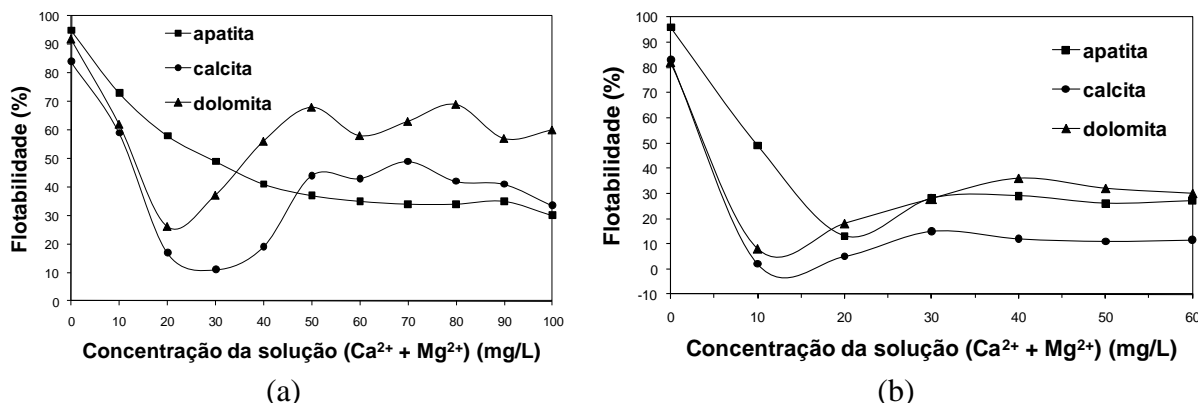 100
90
80
70
60
50
40
30
20
10
0
Flotabilidade (%)
apatita
calcita
dolomita
0 10 20 30 40 50 60 70 80 90 100
Concentração da solução (Ca²⁺ + Mg²⁺) (mg/L)
(a)
100
90
80
70
60
50
40
30
20
10
0
-10
Flotabilidade (%)
apatita
calcita
dolomita
0 10 20 30 40 50 60
Concentração da solução (Ca²⁺ + Mg²⁺) (mg/L)
(b)